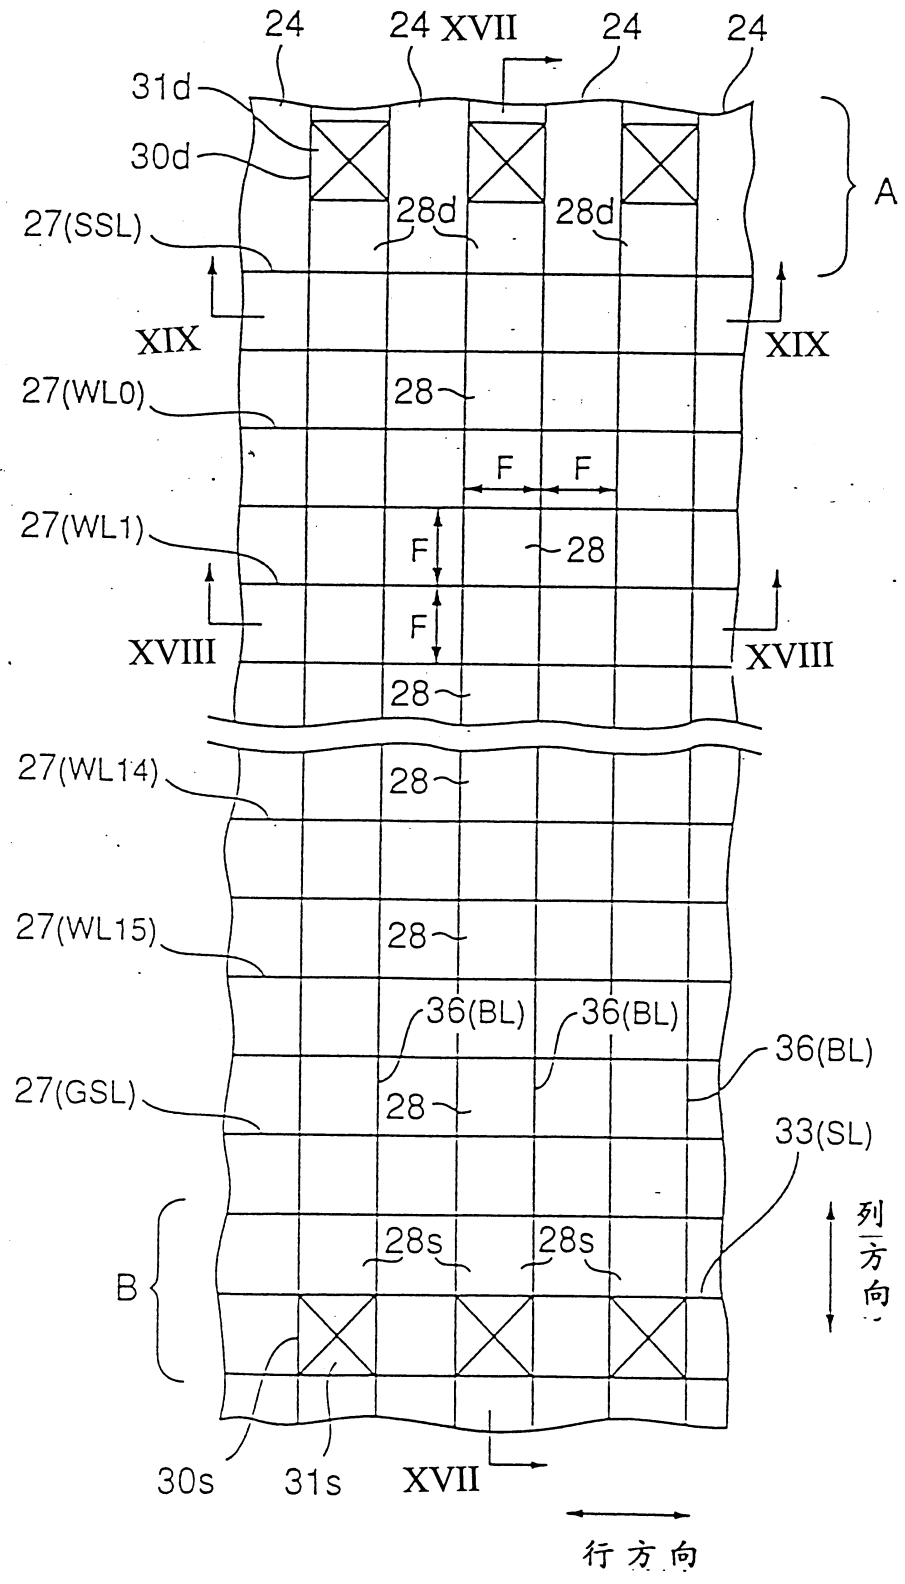 24
24
XVII
24
24
31d
30d
A
28d
28d
27(SSL)
XIX
XIX
27(WL0)
28
F
F
27(WL1)
F
28
F
XVIII
XVIII
28
27(WL14)
28
27(WL15)
28
36(BL)
36(BL)
36(BL)
27(GSL)
28
33(SL)
列方向
28s
28s
B
30s
31s
XVII
行方向